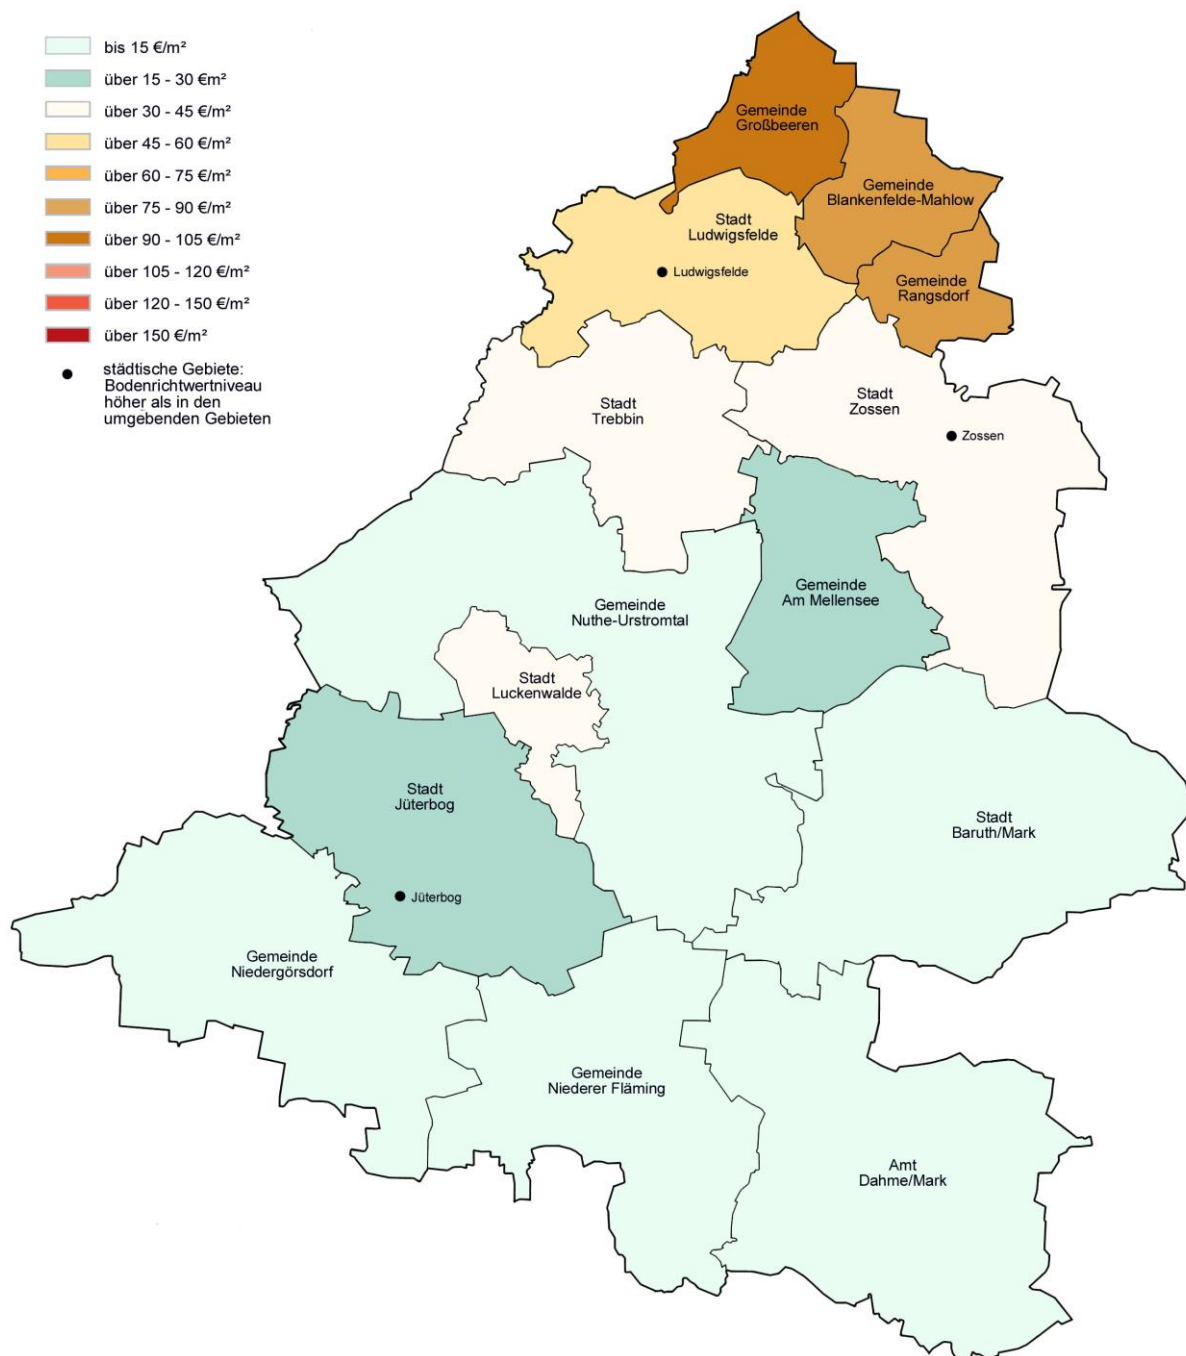 bis 15 €/m²
über 15 - 30 €m²
über 30 - 45 €/m²
über 45 - 60 €/m²
über 60 - 75 €/m²
über 75 - 90 €/m²
über 90 - 105 €/m²
über 105 - 120 €/m²
über 120 - 150 €/m²
über 150 €/m²
städtische Gebiete:
Bodenrichtwertniveau
höher als in den
umgebenden Gebieten
Gemeinde
Großbeeren
Gemeinde
Blankenfelde-Mahlow
Stadt
Ludwigsfelde
Ludwigsfelde
Gemeinde
Rangsdorf
Stadt
Trebbin
Stadt
Zossen
Zossen
Gemeinde
Am Mellensee
Gemeinde
Nuthe-Urstromtal
Stadt
Luckenwalde
Stadt
Jüterbog
Jüterbog
Stadt
Baruth/Mark
Gemeinde
Niedergörsdorf
Gemeinde
Niederer Fläming
Amt
Dahme/Mark